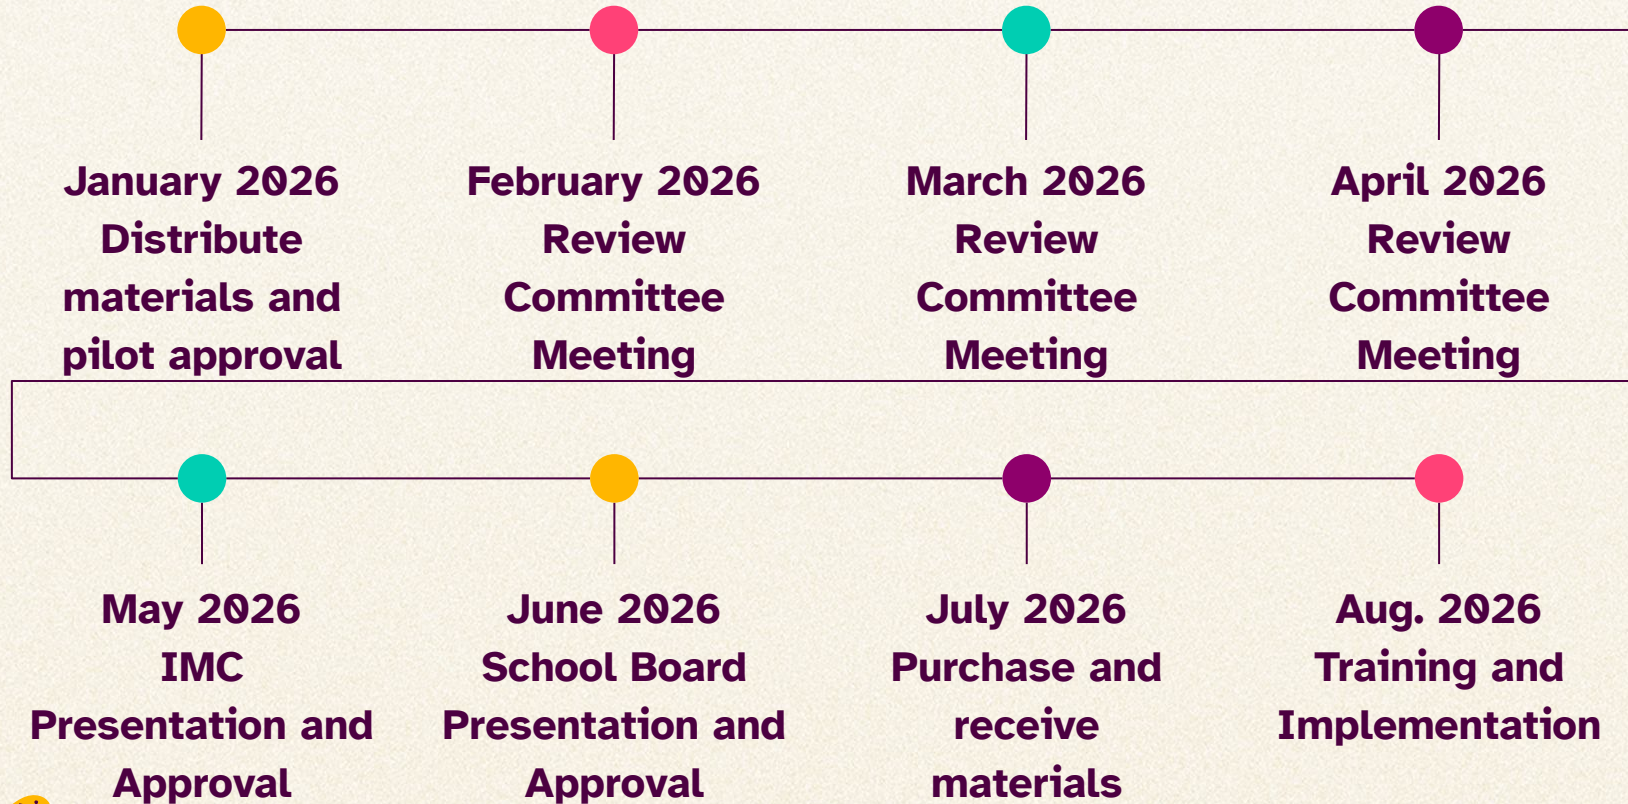 January 2026
Distribute
materials and
pilot approval
February 2026
Review
Committee
Meeting
March 2026
Review
Committee
Meeting
April 2026
Review
Committee
Meeting
May 2026
IMC
Presentation and
Approval
June 2026
School Board
Presentation and
Approval
July 2026
Purchase and
receive
materials
Aug. 2026
Training and
Implementation